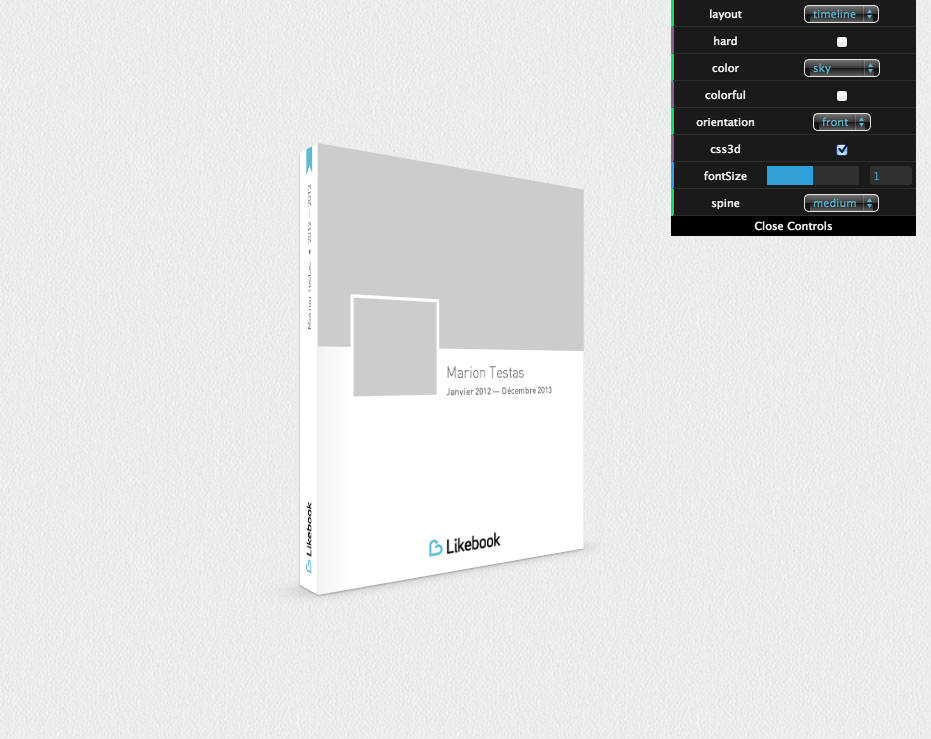 layout timeline
hard
color sky
colorful
orientation front
css3d
fontSize 1
spine medium
Close Controls
Marion Testas ● 2012 — 2013
Likebook
Marion Testas
Janvier 2012 — Décembre 2013
Likebook